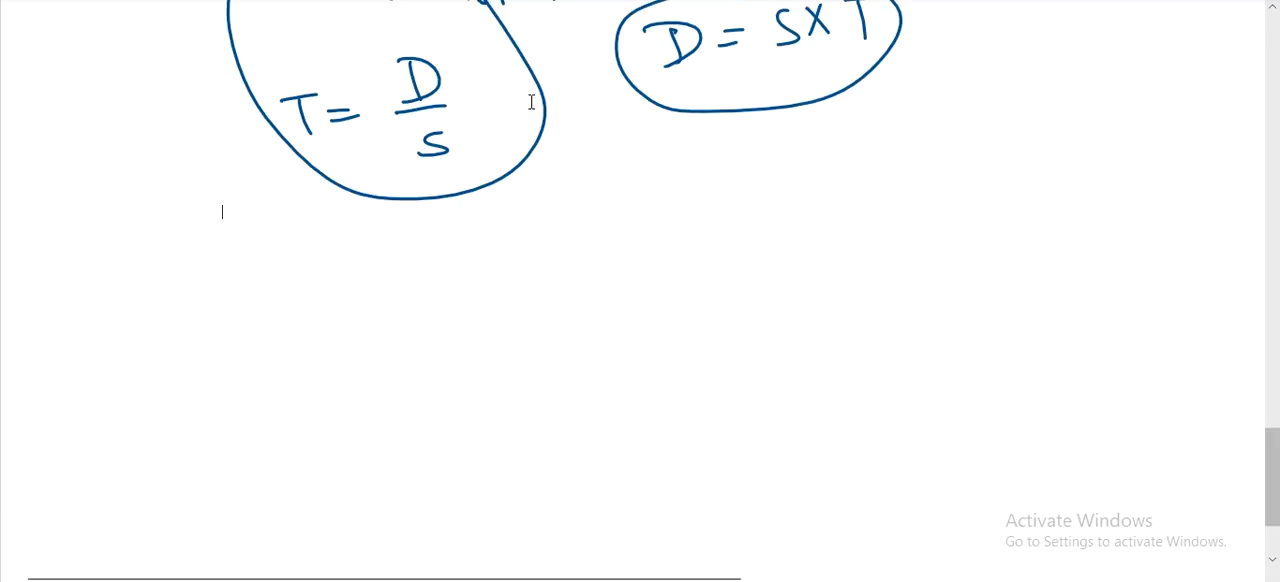 D = S X T
T = D / S
Activate Windows
Go to Settings to activate Windows.